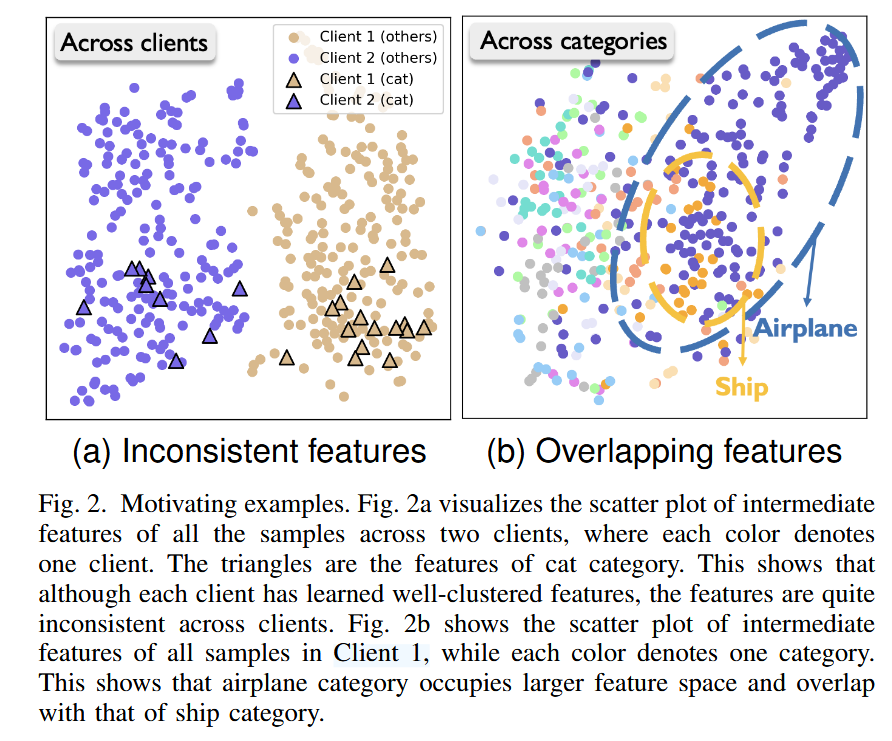 Across clients
Client 1 (others)
Client 2 (others)
Client 1 (cat)
Client 2 (cat)
Across categories
Airplane
Ship
(a) Inconsistent features
(b) Overlapping features
Fig. 2. Motivating examples. Fig. 2a visualizes the scatter plot of intermediate
features of all the samples across two clients, where each color denotes
one client. The triangles are the features of cat category. This shows that
although each client has learned well-clustered features, the features are quite
inconsistent across clients. Fig. 2b shows the scatter plot of intermediate
features of all samples in Client 1, while each color denotes one category.
This shows that airplane category occupies larger feature space and overlap
with that of ship category.